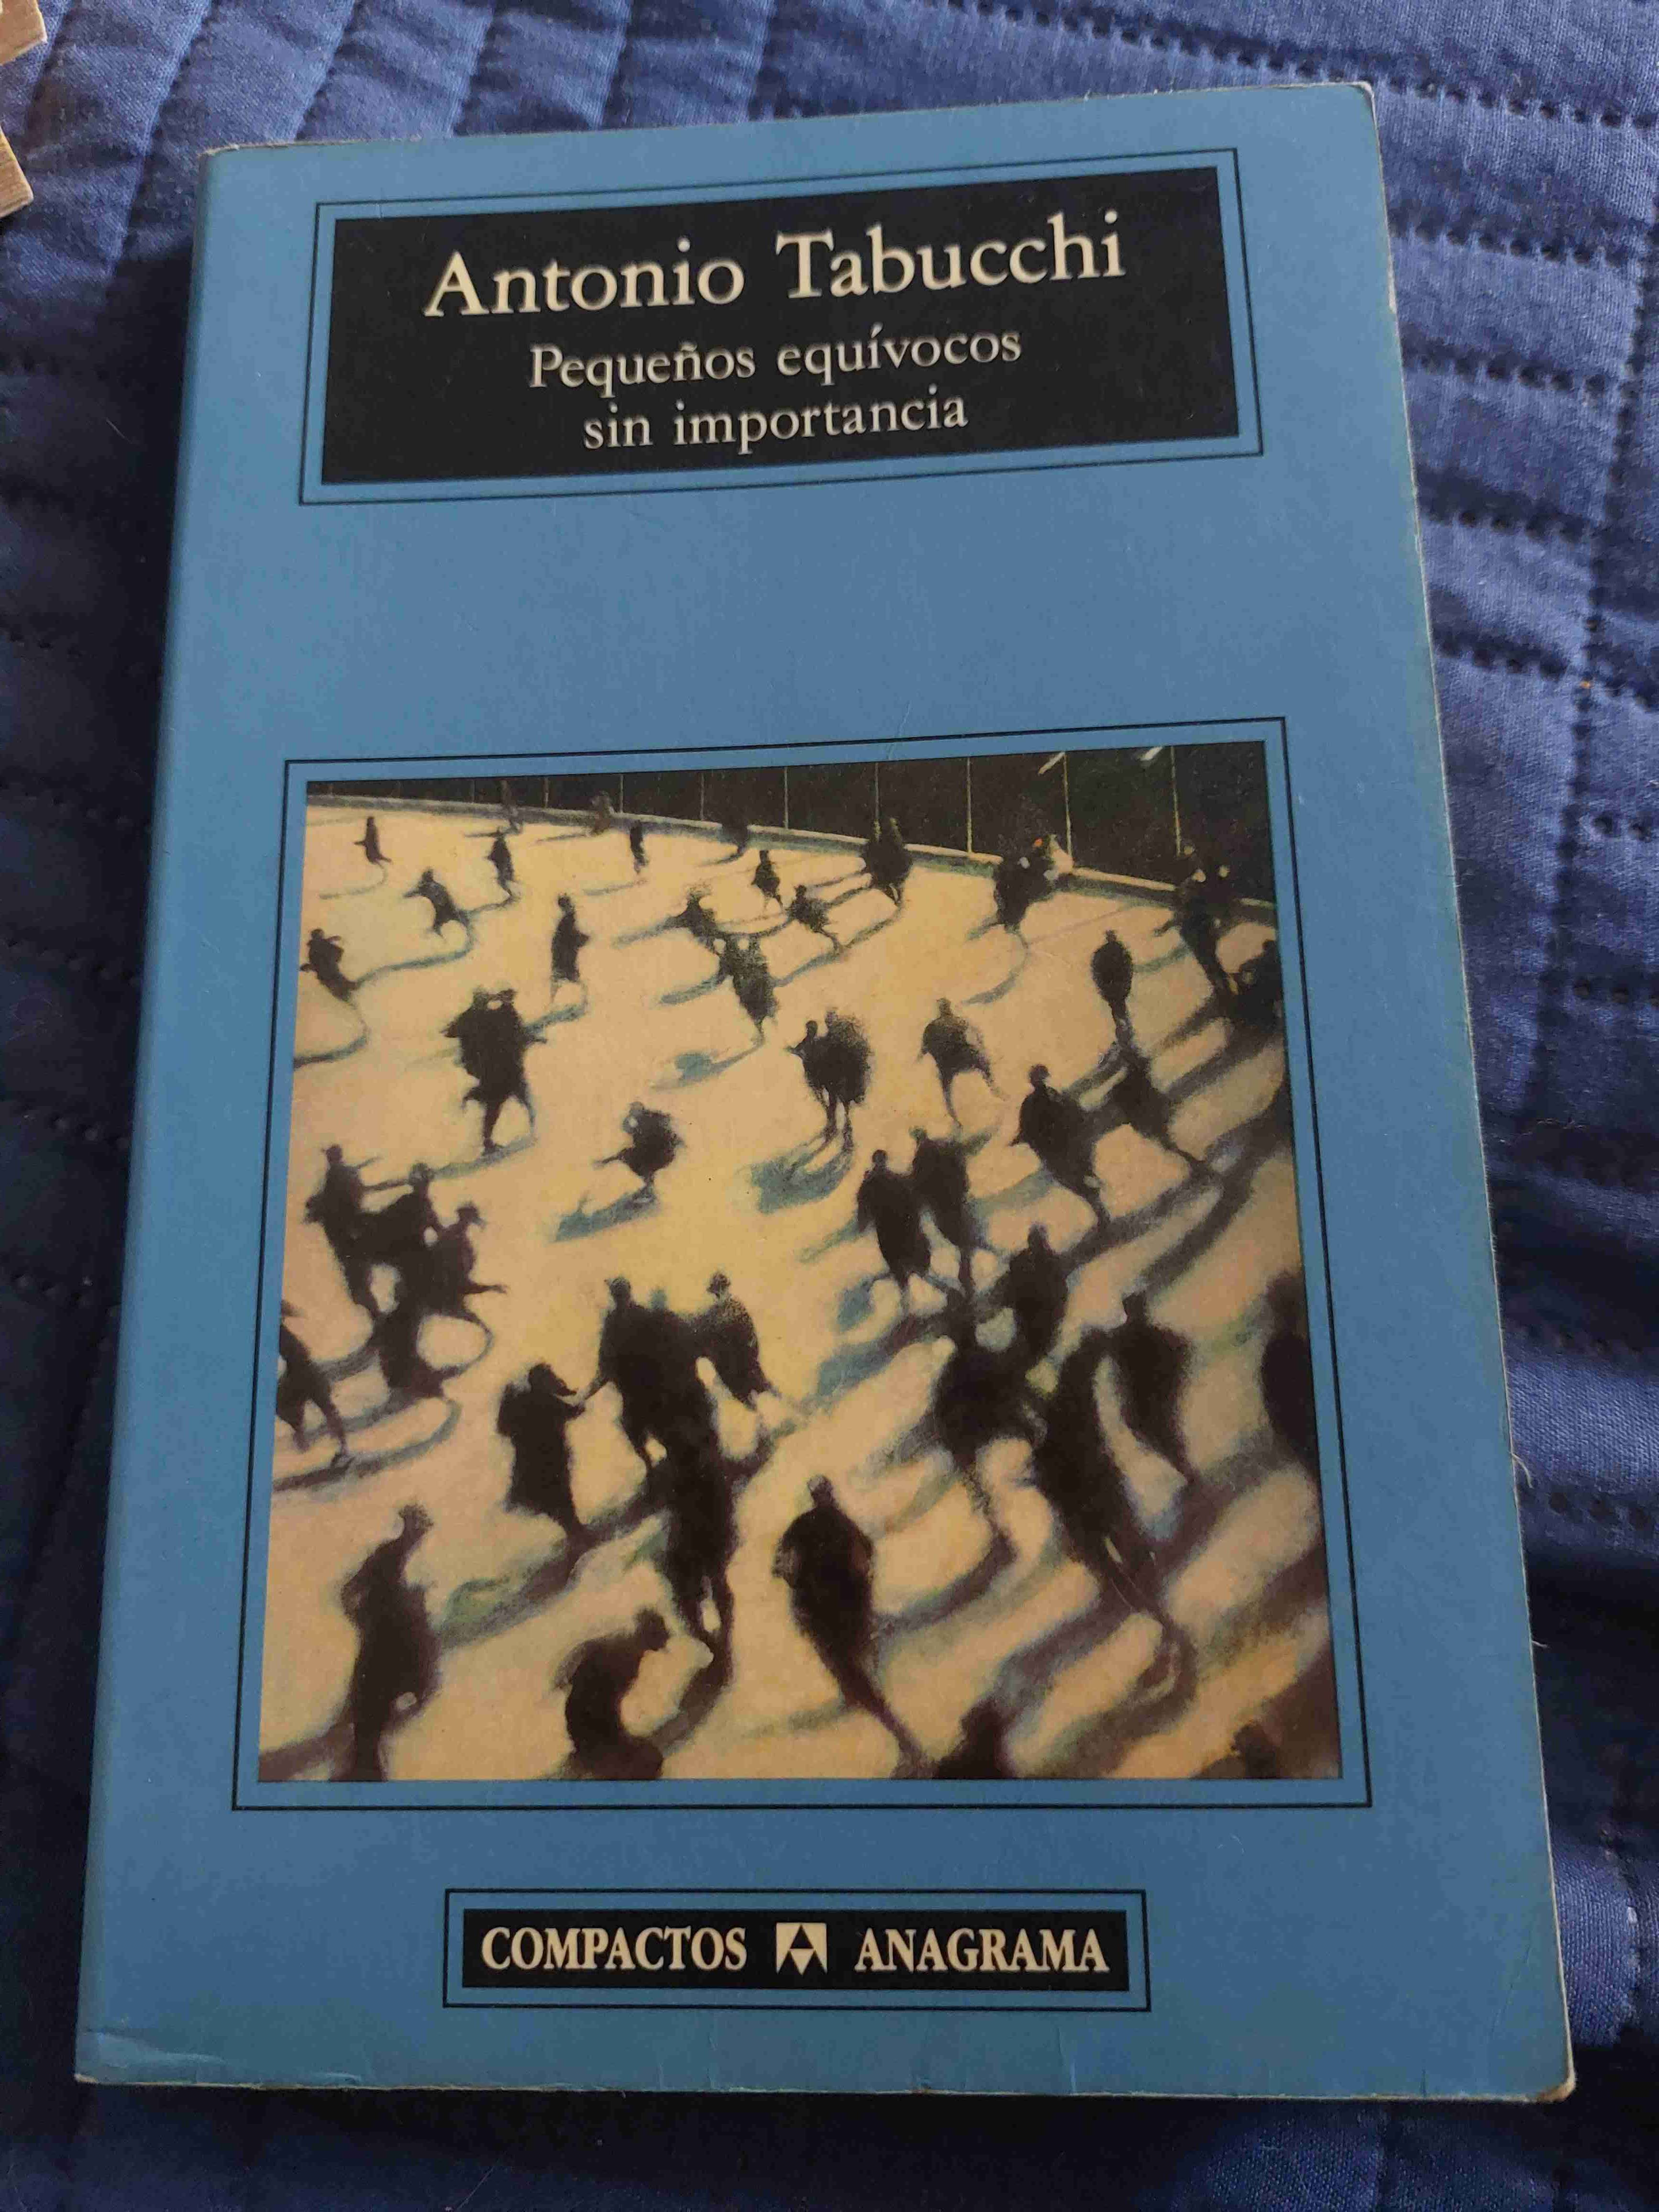 Antonio Tabucchi
Pequeños equívocos
sin importancia
COMPACTOS ANAGRAMA